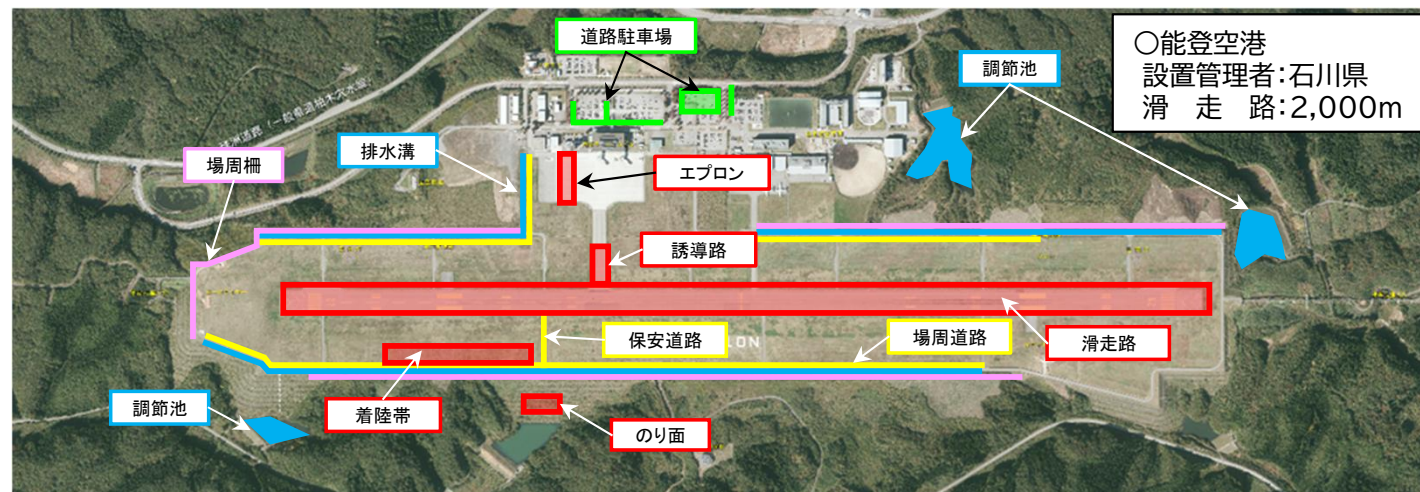 道路駐車場
調節池
○能登空港
設置管理者:石川県
滑　走　路:2,000m
場周柵
排水溝
エプロン
誘導路
保安道路
場周道路
滑走路
調節池
着陸帯
のり面